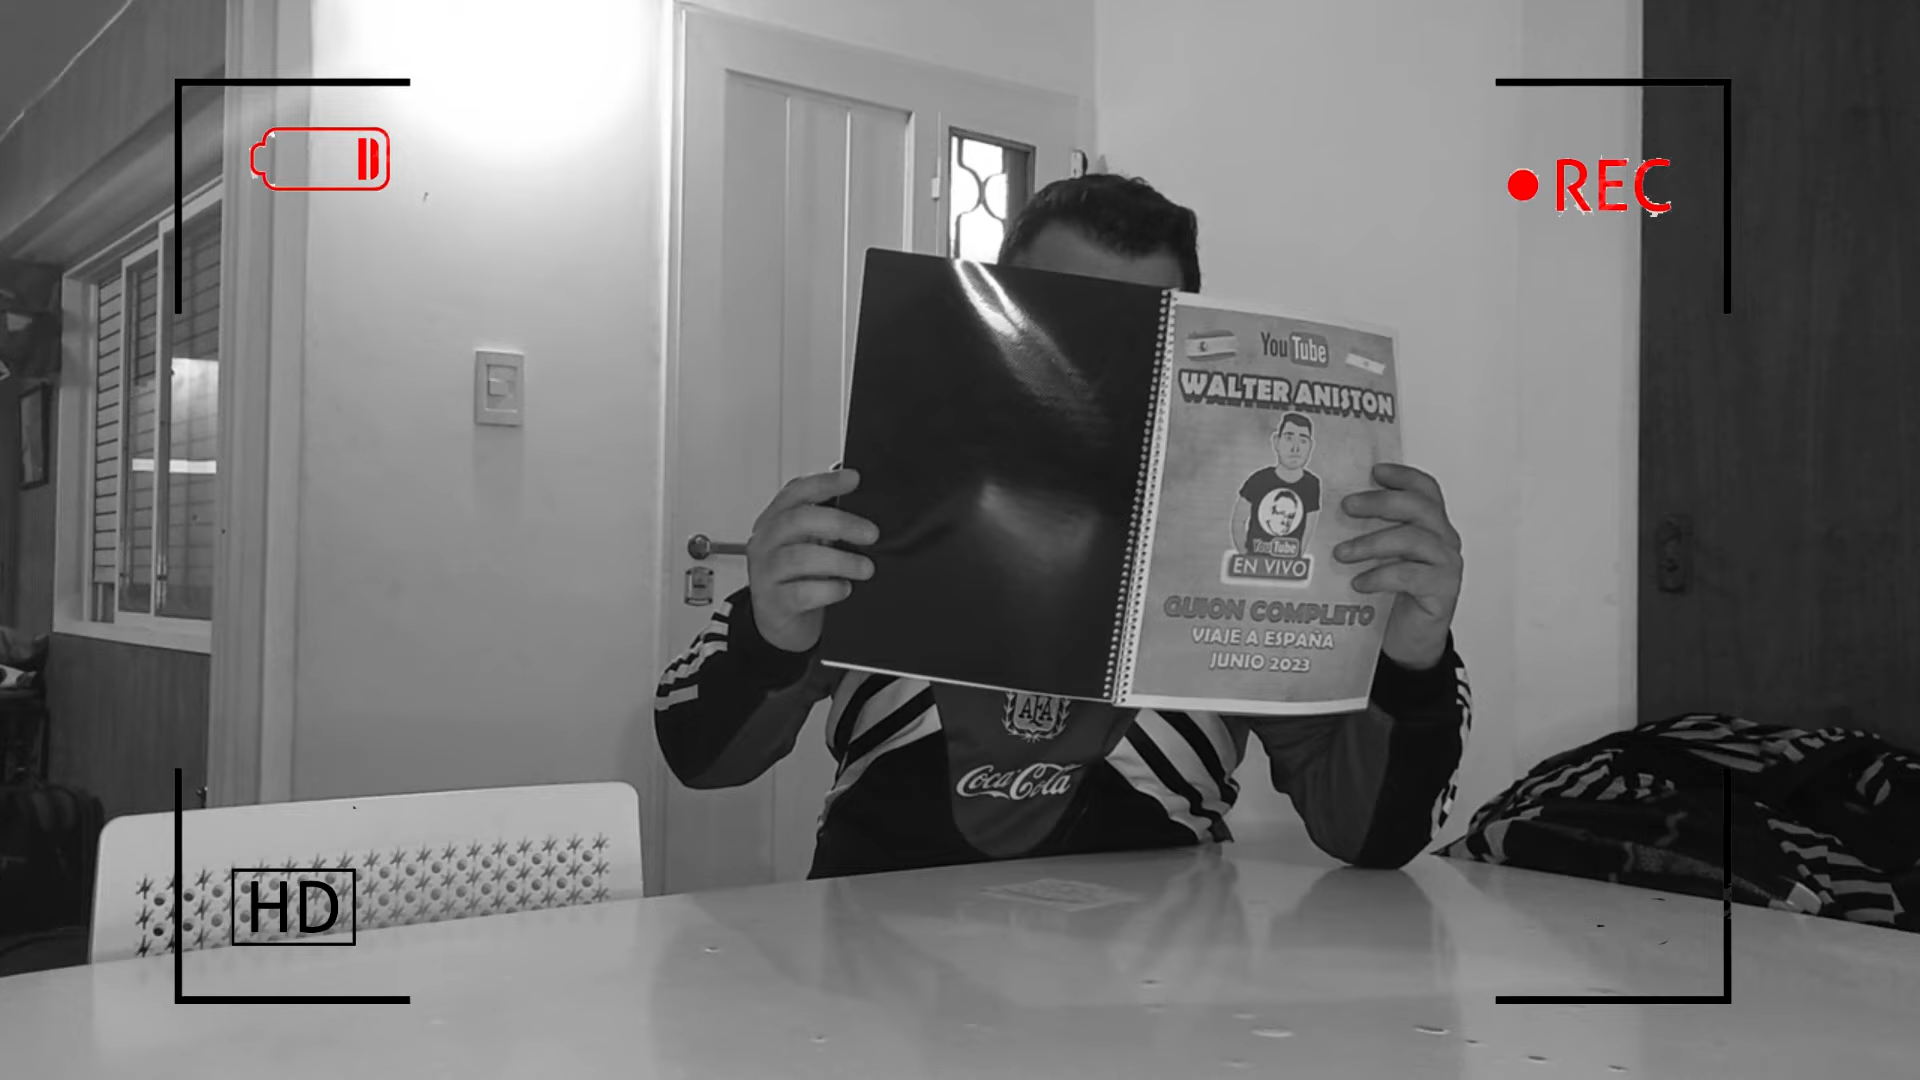 REC
YouTube
WALTER ANISTON
YouTube
EN VIVO
GUION COMPLETO
VIAJE A ESPAÑA
JUNIO 2023
AFA
Coca-Cola
HD